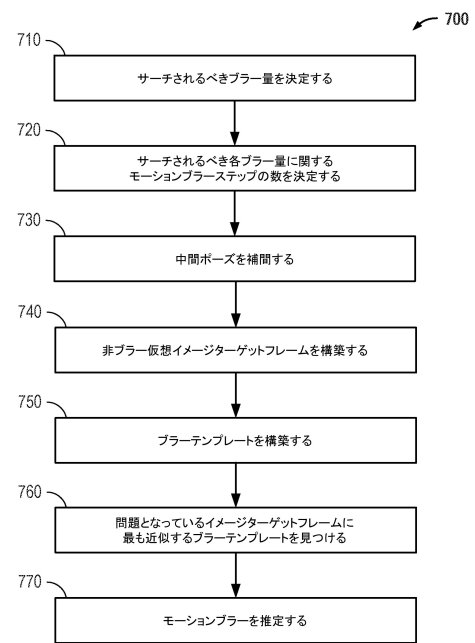 700
710
サーチされるべきブラー量を決定する
720
サーチされるべき各ブラー量に関する
モーションブラーステップの数を決定する
730
中間ポーズを補間する
740
非ブラー仮想イメージターゲットフレームを構築する
750
ブラーテンプレートを構築する
760
問題となっているイメージターゲットフレームに
最も近似するブラーテンプレートを見つける
770
モーションブラーを推定する